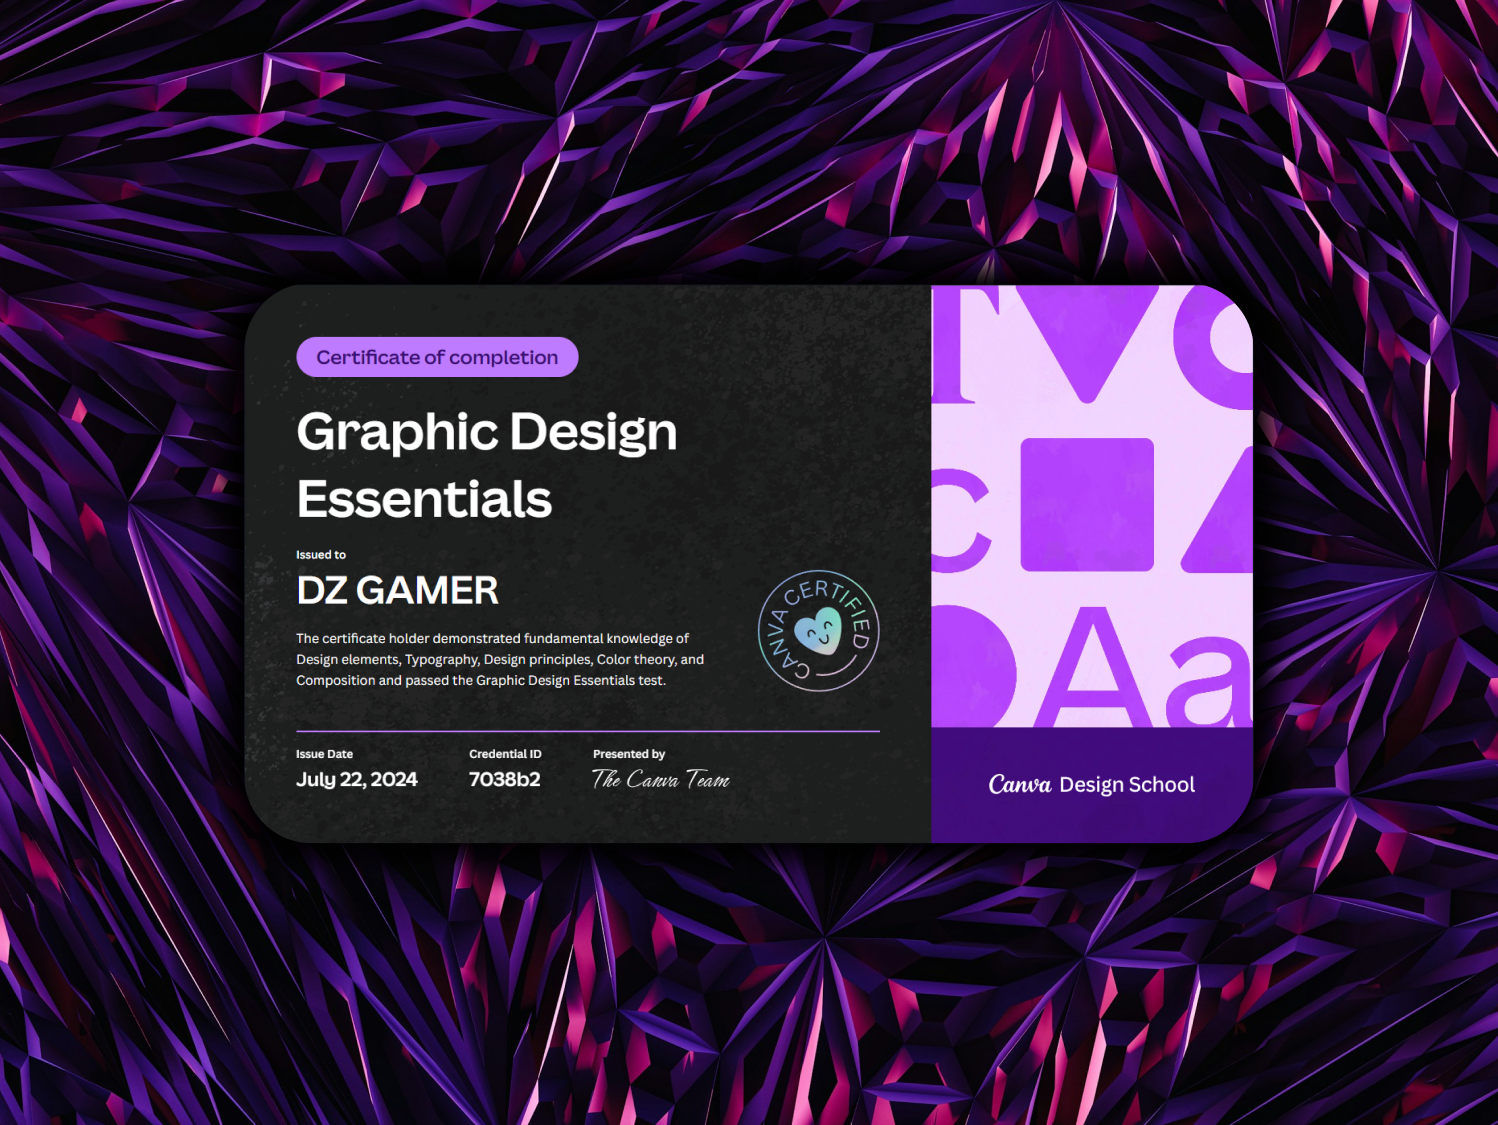 Certificate of completion
Graphic Design
Essentials
Issued to
DZ GAMER
The certificate holder demonstrated fundamental knowledge of
Design elements, Typography, Design principles, Color theory, and
Composition and passed the Graphic Design Essentials test.
CANVA CERTIFIED
Issue Date
July 22, 2024
Credential ID
7038b2
Presented by
The Canva Team
T
c
Aa
Canva Design School